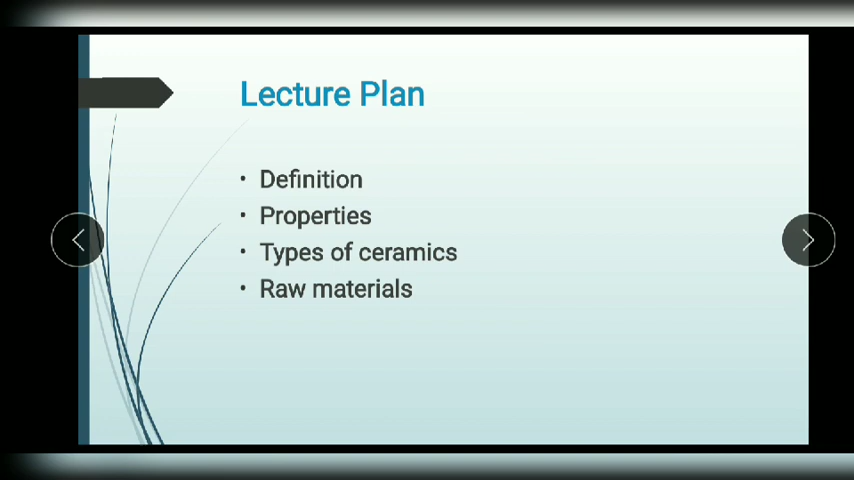 Lecture Plan
• Definition
• Properties
• Types of ceramics
• Raw materials